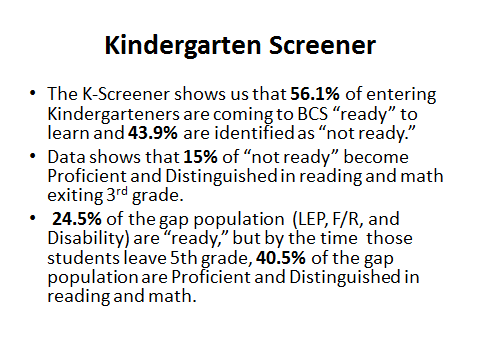 Kindergarten Screener
• The K-Screener shows us that 56.1% of entering
Kindergarteners are coming to BCS “ready” to
learn and 43.9% are identified as “not ready.”
• Data shows that 15% of “not ready” become
Proficient and Distinguished in reading and math
exiting 3rd grade.
• 24.5% of the gap population (LEP, F/R, and
Disability) are “ready,” but by the time those
students leave 5th grade, 40.5% of the gap
population are Proficient and Distinguished in
reading and math.